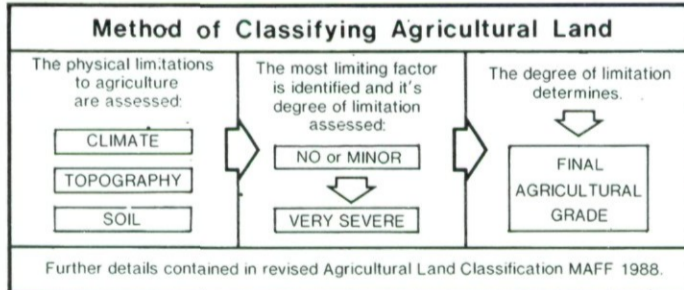 Method of Classifying Agricultural Land
The physical limitations
to agriculture
are assessed:
CLIMATE
TOPOGRAPHY
SOIL
The most limiting factor
is identified and it's
degree of limitation
assessed:
NO or MINOR
VERY SEVERE
The degree of limitation
determines.
FINAL
AGRICULTURAL
GRADE
Further details contained in revised Agricultural Land Classification MAFF 1988.